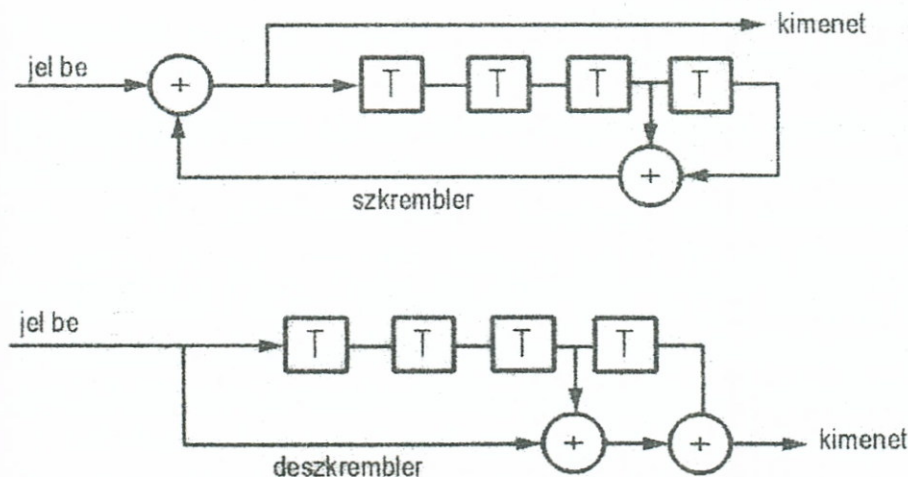 kimenet
jel be
+ T T T T
+
szkrembler
jel be
T T T T
+ + kimenet
deszkrembler